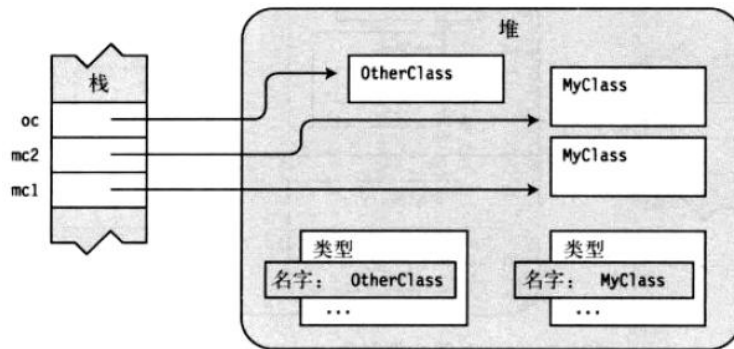 堆
栈
OtherClass
MyClass
oc
mc2
MyClass
mc1
类型
名字： OtherClass
...
类型
名字： MyClass
...